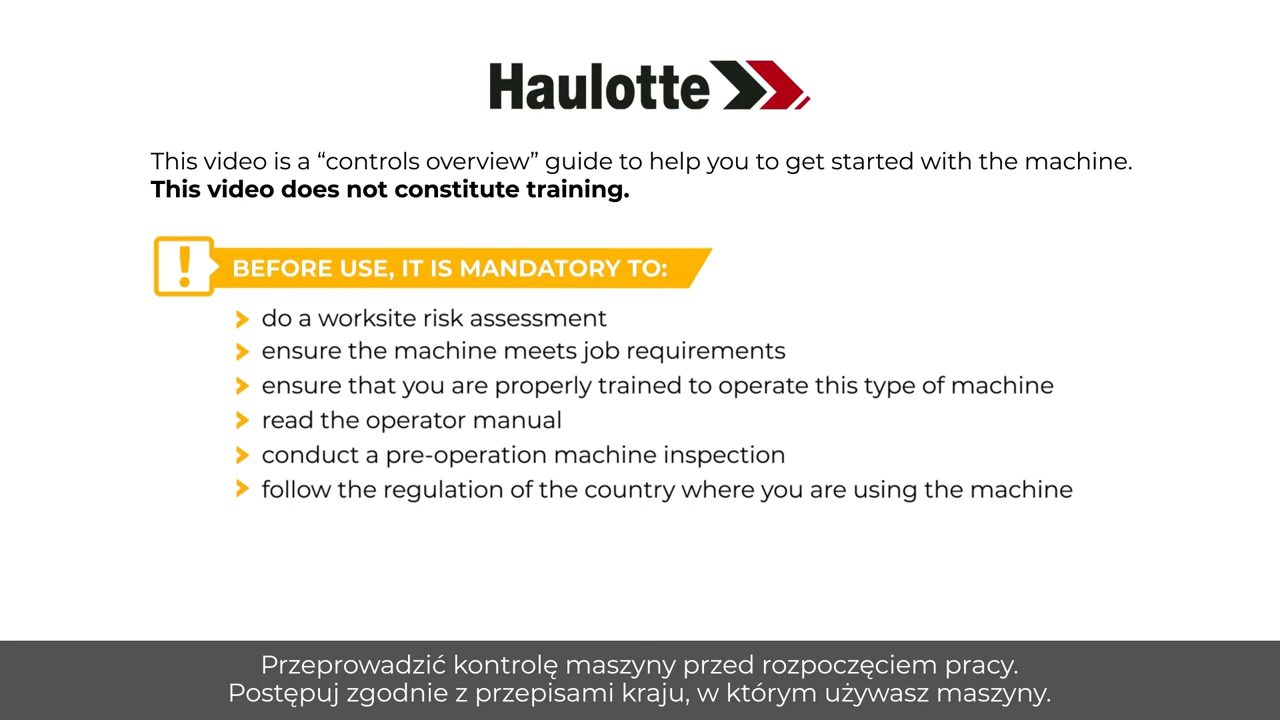 Haulotte
This video is a “controls overview” guide to help you to get started with the machine.
This video does not constitute training.
! BEFORE USE, IT IS MANDATORY TO:
do a worksite risk assessment
ensure the machine meets job requirements
ensure that you are properly trained to operate this type of machine
read the operator manual
conduct a pre-operation machine inspection
follow the regulation of the country where you are using the machine
Przeprowadzić kontrolę maszyny przed rozpoczęciem pracy.
Postępuj zgodnie z przepisami kraju, w którym używasz maszyny.